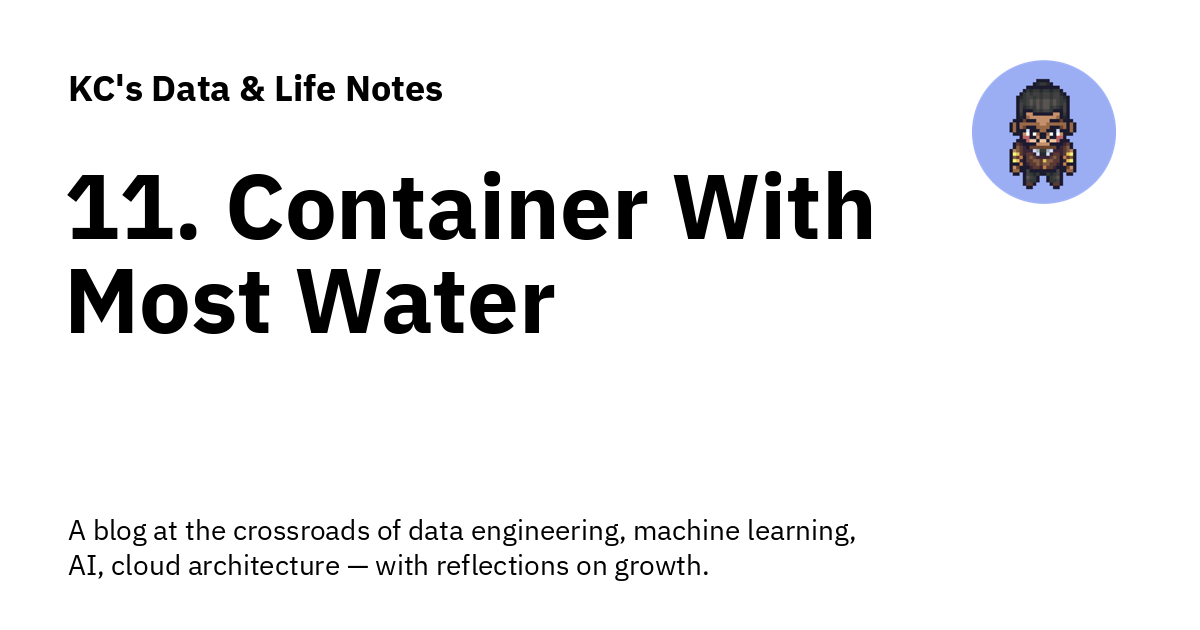 KC's Data & Life Notes
11. Container With
Most Water
A blog at the crossroads of data engineering, machine learning,
AI, cloud architecture — with reflections on growth.